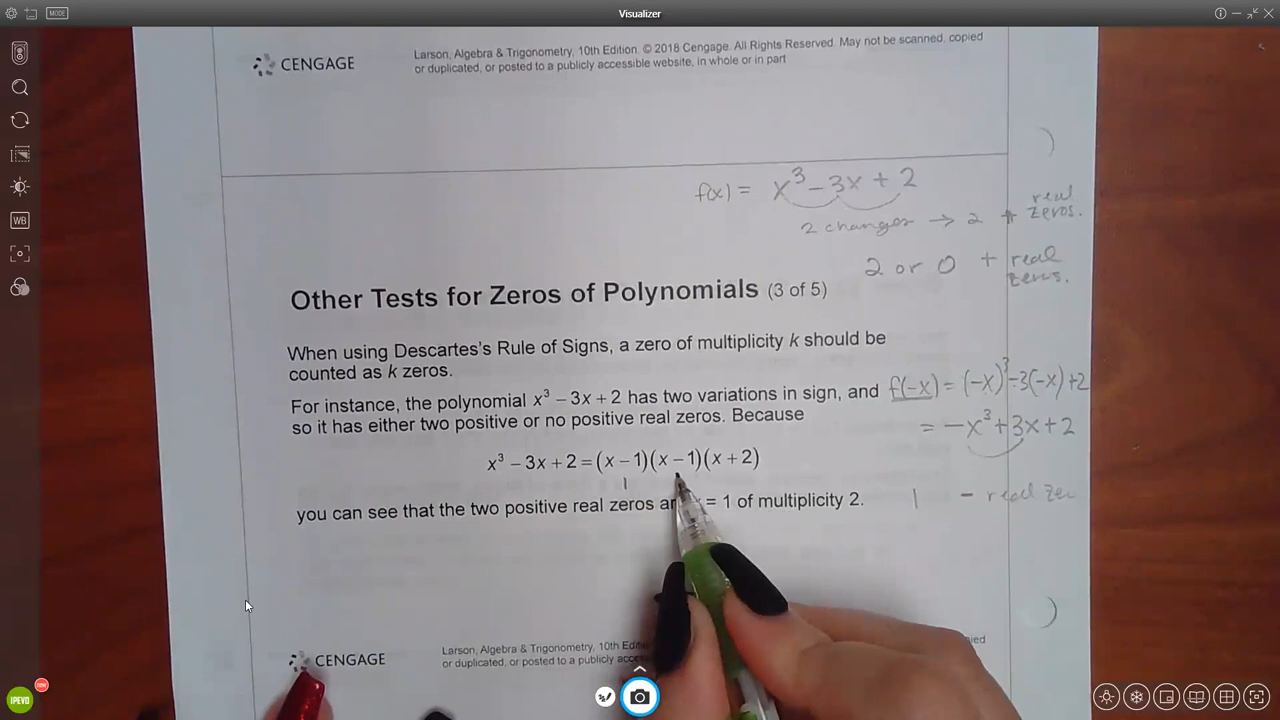 MODE
Visualizer
CENGAGE
Larson, Algebra & Trigonometry, 10th Edition. © 2018 Cengage. All Rights Reserved. May not be scanned, copied
or duplicated, or posted to a publicly accessible website, in whole or in part
f(x) = x³ - 3x + 2
2 changes → 2 + real zeros.
2 or 0 + real zeros.
Other Tests for Zeros of Polynomials (3 of 5)
When using Descartes's Rule of Signs, a zero of multiplicity k should be
counted as k zeros.
For instance, the polynomial x³ − 3x + 2 has two variations in sign, and
so it has either two positive or no positive real zeros. Because
f(-x) = (-x)³ - 3(-x) + 2
= -x³ + 3x + 2
x³ − 3x + 2 = (x − 1)(x − 1)(x + 2)
1
you can see that the two positive real zeros = 1 of multiplicity 2.
1 - real
CENGAGE
Larson, Algebra & Trigonometry, 10th
or duplicated, or posted to a publicly
WB
IPEVO
new